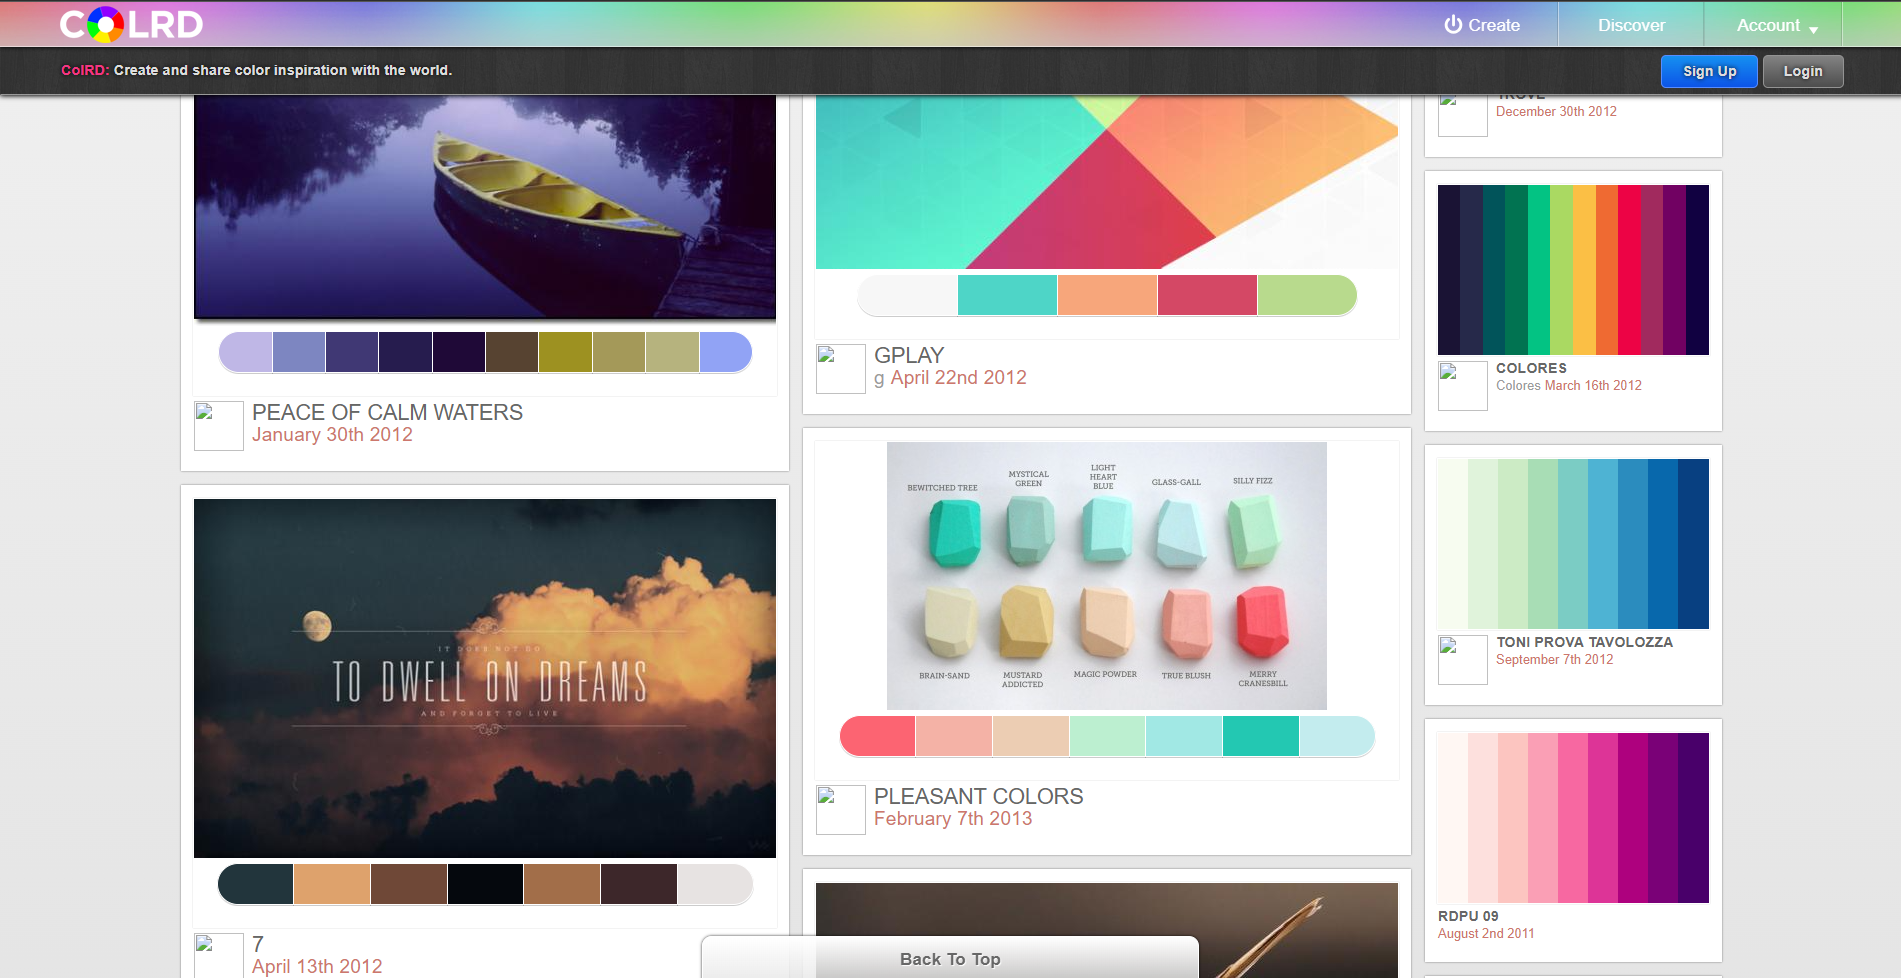 COLRD
Create
Discover
Account
ColRD: Create and share color inspiration with the world.
Sign Up
Login
PEACE OF CALM WATERS
January 30th 2012
IT DOES NOT DO
TO DWELL ON DREAMS
AND FORGET TO LIVE
7
April 13th 2012
GPLAY
g April 22nd 2012
BEWITCHED TREE
MYSTICAL
GREEN
LIGHT
HEART
BLUE
GLASS-GALL
SILLY FIZZ
BRAIN-SAND
MUSTARD
ADDICTED
MAGIC POWDER
TRUE BLUSH
MERRY
CRANESBILL
PLEASANT COLORS
February 7th 2013
Back To Top
December 30th 2012
COLORES
Colores March 16th 2012
TONI PROVA TAVOLOZZA
September 7th 2012
RDPU 09
August 2nd 2011